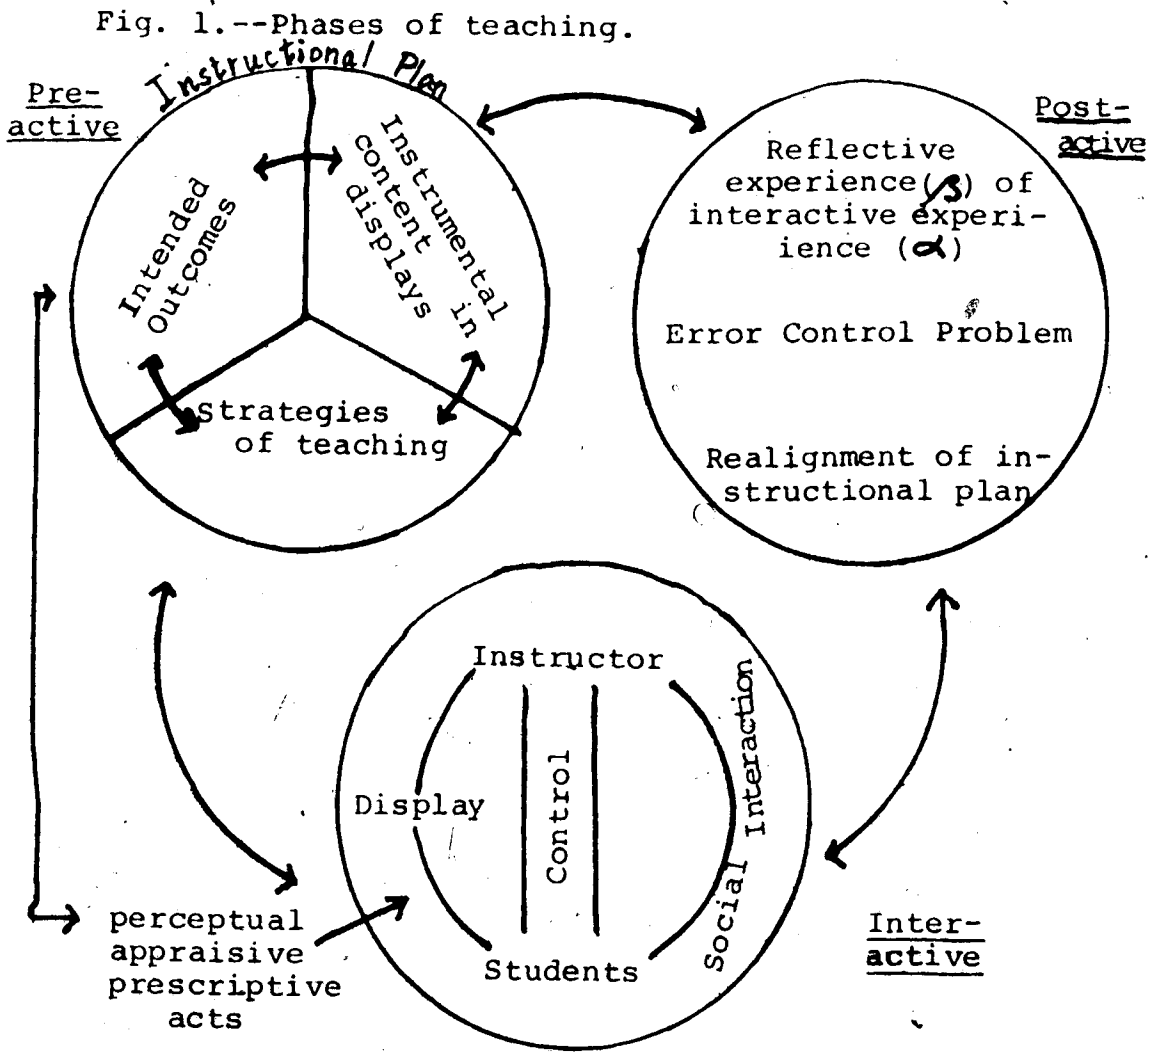 Fig. 1.--Phases of teaching.
Instructional Plan
Pre-
active
Intended
Outcomes
Instrumental
content in
displays
Strategies
of teaching
Post-
active
Reflective
experience(β) of
interactive experi-
ience (α)
Error Control Problem
Realignment of in-
structional plan
Instructor
Display
Control
Social Interaction
Students
perceptual
appraisive
prescriptive
acts
Inter-
active